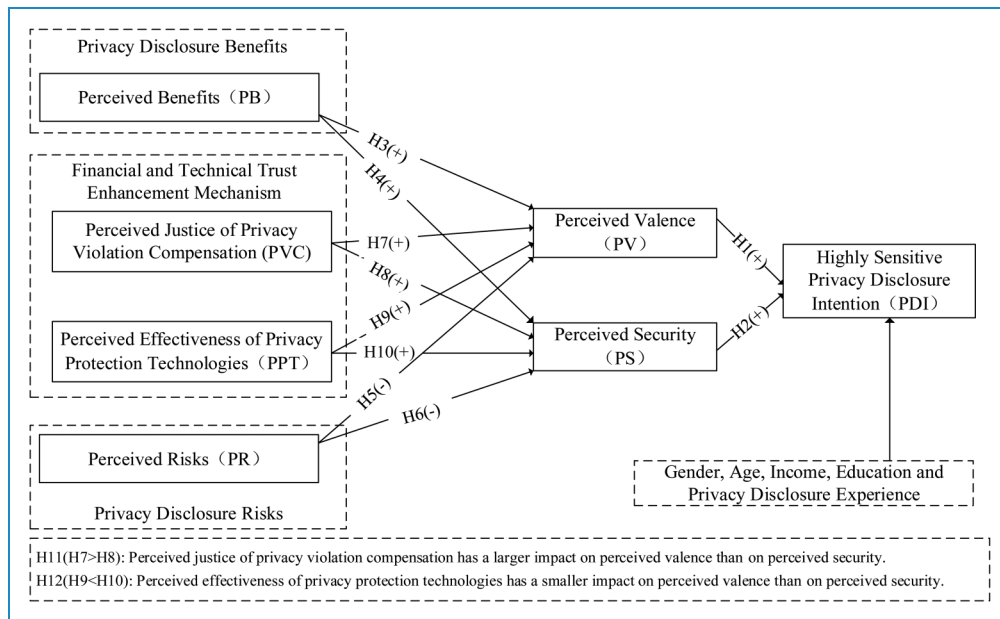 Privacy Disclosure Benefits
Perceived Benefits（PB）
Financial and Technical Trust
Enhancement Mechanism
Perceived Justice of Privacy
Violation Compensation (PVC)
Perceived Effectiveness of Privacy
Protection Technologies（PPT）
Perceived Risks（PR）
Privacy Disclosure Risks
H3(+)
H4(+)
H7(+)
H8(+)
H9(+)
H10(+)
H5(-)
H6(-)
Perceived Valence
（PV）
Perceived Security
（PS）
H1(+)
H2(+)
Highly Sensitive
Privacy Disclosure
Intention（PDI）
Gender, Age, Income, Education and
Privacy Disclosure Experience
H11(H7>H8): Perceived justice of privacy violation compensation has a larger impact on perceived valence than on perceived security.
H12(H9<H10): Perceived effectiveness of privacy protection technologies has a smaller impact on perceived valence than on perceived security.